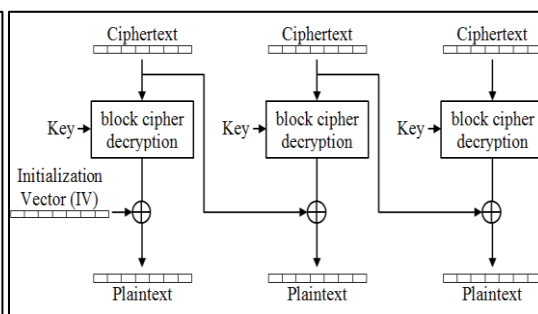 Ciphertext Ciphertext Ciphertext
Key block cipher decryption Key block cipher decryption Key block cipher decryption
Initialization
Vector (IV)
Plaintext Plaintext Plaintext